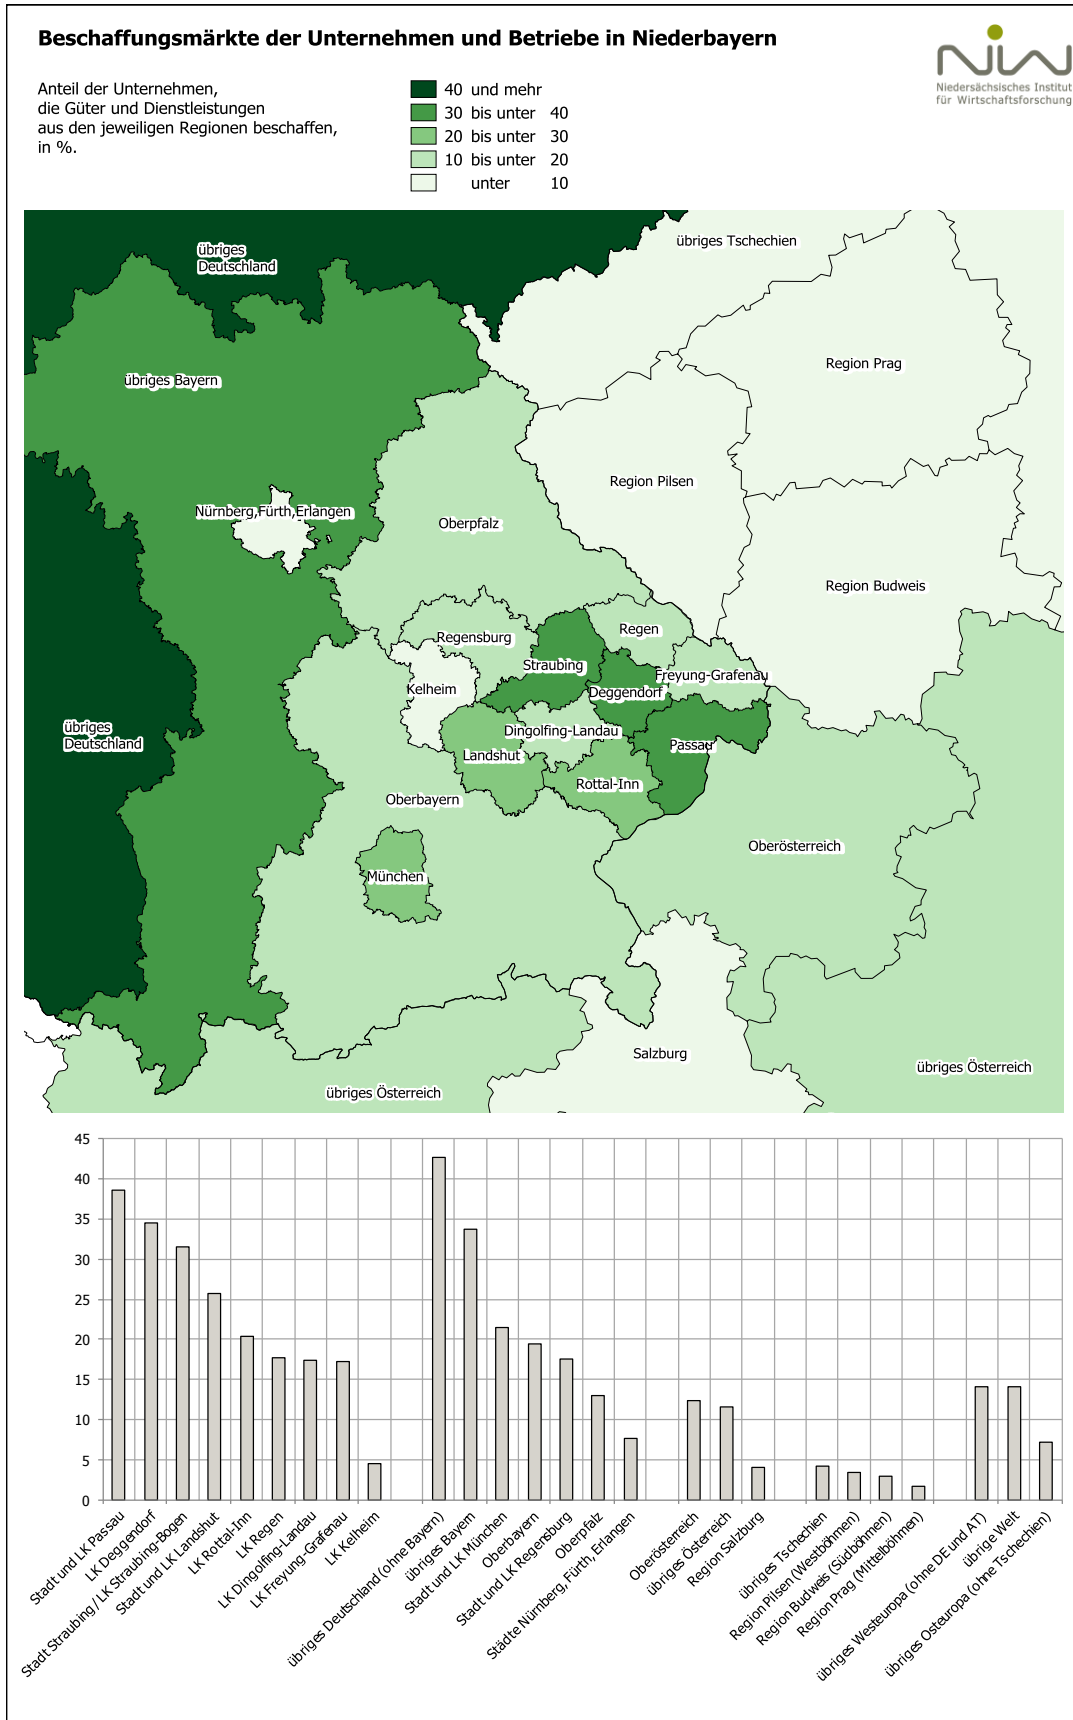 Beschaffungsmärkte der Unternehmen und Betriebe in Niederbayern
NIW
Niedersächsisches Institut
für Wirtschaftsforschung
Anteil der Unternehmen,
die Güter und Dienstleistungen
aus den jeweiligen Regionen beschaffen,
in %.
40 und mehr
30 bis unter 40
20 bis unter 30
10 bis unter 20
unter 10
übriges Tschechien
übriges
Deutschland
Region Prag
übriges Bayern
Region Pilsen
Nürnberg,Fürth,Erlangen
Oberpfalz
Region Budweis
Regen
Regensburg
Straubing
Freyung-Grafenau
Kelheim
Deggendorf
übriges
Deutschland
Dingolfing-Landau
Passau
Landshut
Rottal-Inn
Oberbayern
Oberösterreich
München
Salzburg
übriges Österreich
übriges Österreich
45
40
35
30
25
20
15
10
5
0
Stadt und LK Passau
LK Deggendorf
Stadt Straubing / LK Straubing-Bogen
Stadt und LK Landshut
LK Rottal-Inn
LK Regen
LK Dingolfing-Landau
LK Freyung-Grafenau
LK Kelheim
übriges Deutschland (ohne Bayern)
übriges Bayern
Stadt und LK München
Oberbayern
Stadt und LK Regensburg
Oberpfalz
Städte Nürnberg, Fürth, Erlangen
Oberösterreich
übriges Österreich
Region Salzburg
übriges Tschechien
Region Pilsen (Westböhmen)
Region Budweis (Südböhmen)
Region Prag (Mittelböhmen)
übriges Westeuropa (ohne DE und AT)
übrige Welt
übriges Osteuropa (ohne Tschechien)